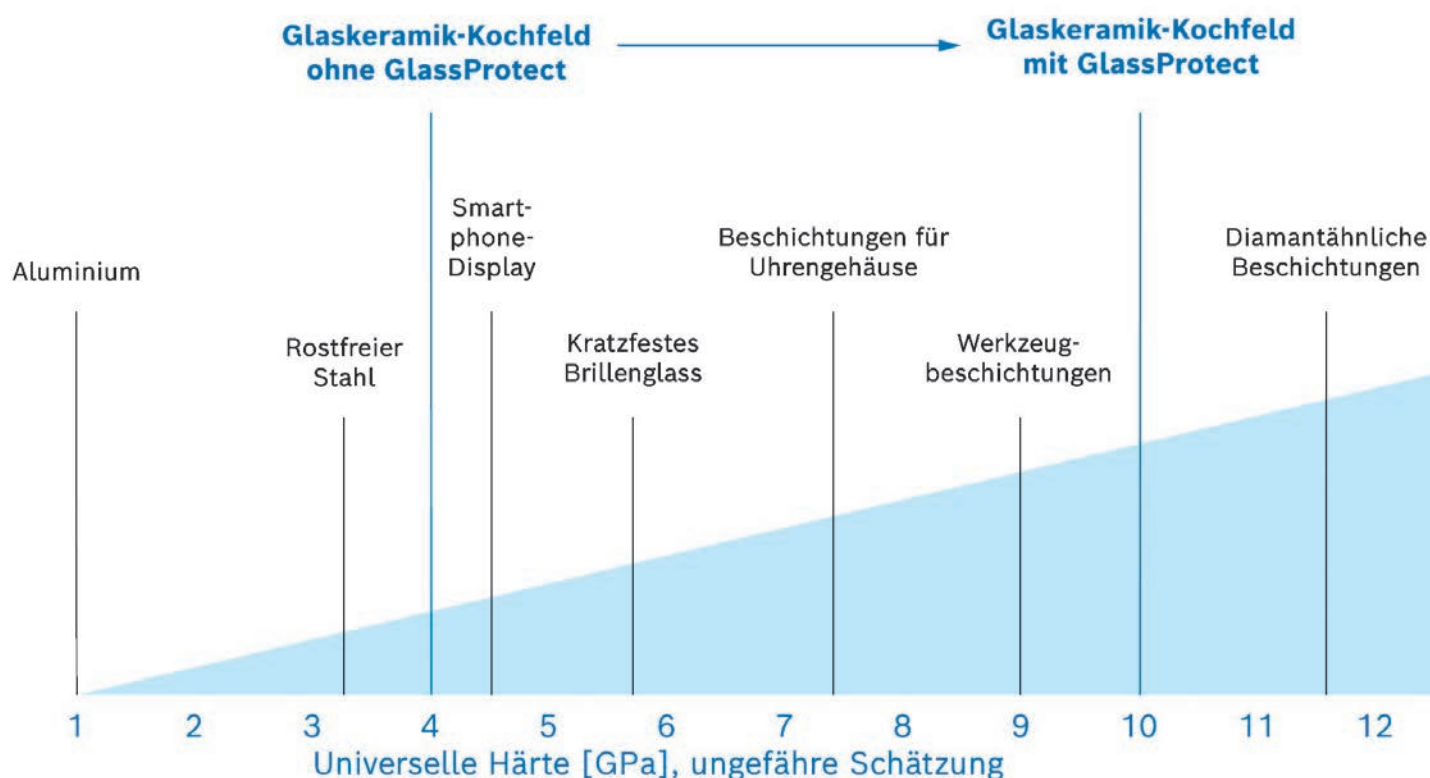 Glaskeramik-Kochfeld
ohne GlassProtect
Glaskeramik-Kochfeld
mit GlassProtect
Aluminium
Rostfreier
Stahl
Smart-
phone-
Display
Kratzfestes
Brillenglass
Beschichtungen für
Uhrengehäuse
Werkzeug-
beschichtungen
Diamantähnliche
Beschichtungen
1 2 3 4 5 6 7 8 9 10 11 12
Universelle Härte [GPa], ungefähre Schätzung